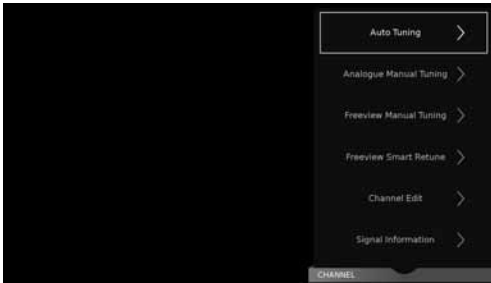 Auto Tuning
Analogue Manual Tuning
Freeview Manual Tuning
Freeview Smart Retune
Channel Edit
Signal Information
CHANNEL